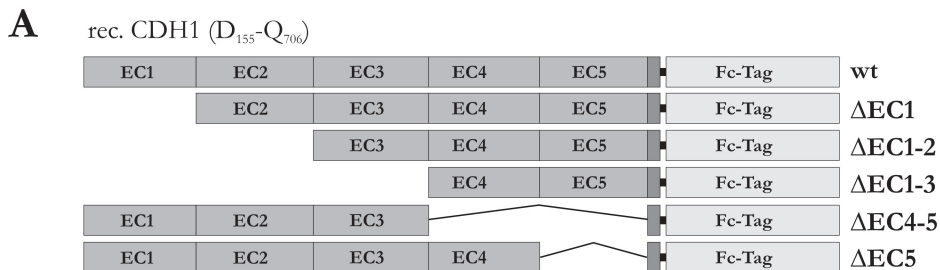 A
rec. CDH1 (D155-Q706)
EC1 EC2 EC3 EC4 EC5 Fc-Tag wt
EC2 EC3 EC4 EC5 Fc-Tag ΔEC1
EC3 EC4 EC5 Fc-Tag ΔEC1-2
EC4 EC5 Fc-Tag ΔEC1-3
EC1 EC2 EC3 Fc-Tag ΔEC4-5
EC1 EC2 EC3 EC4 Fc-Tag ΔEC5